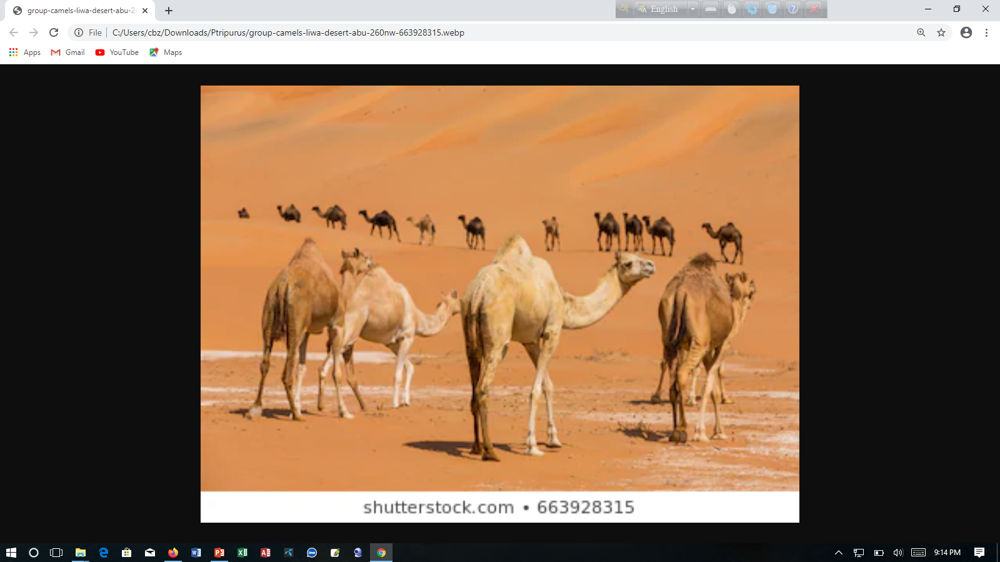 group-camels-liwa-desert-abu-2
English
File
C:/Users/cbz/Downloads/Ptripurus/group-camels-liwa-desert-abu-260nw-663928315.webp
Apps
Gmail
YouTube
Maps
shutterstock.com • 663928315
9:14 PM